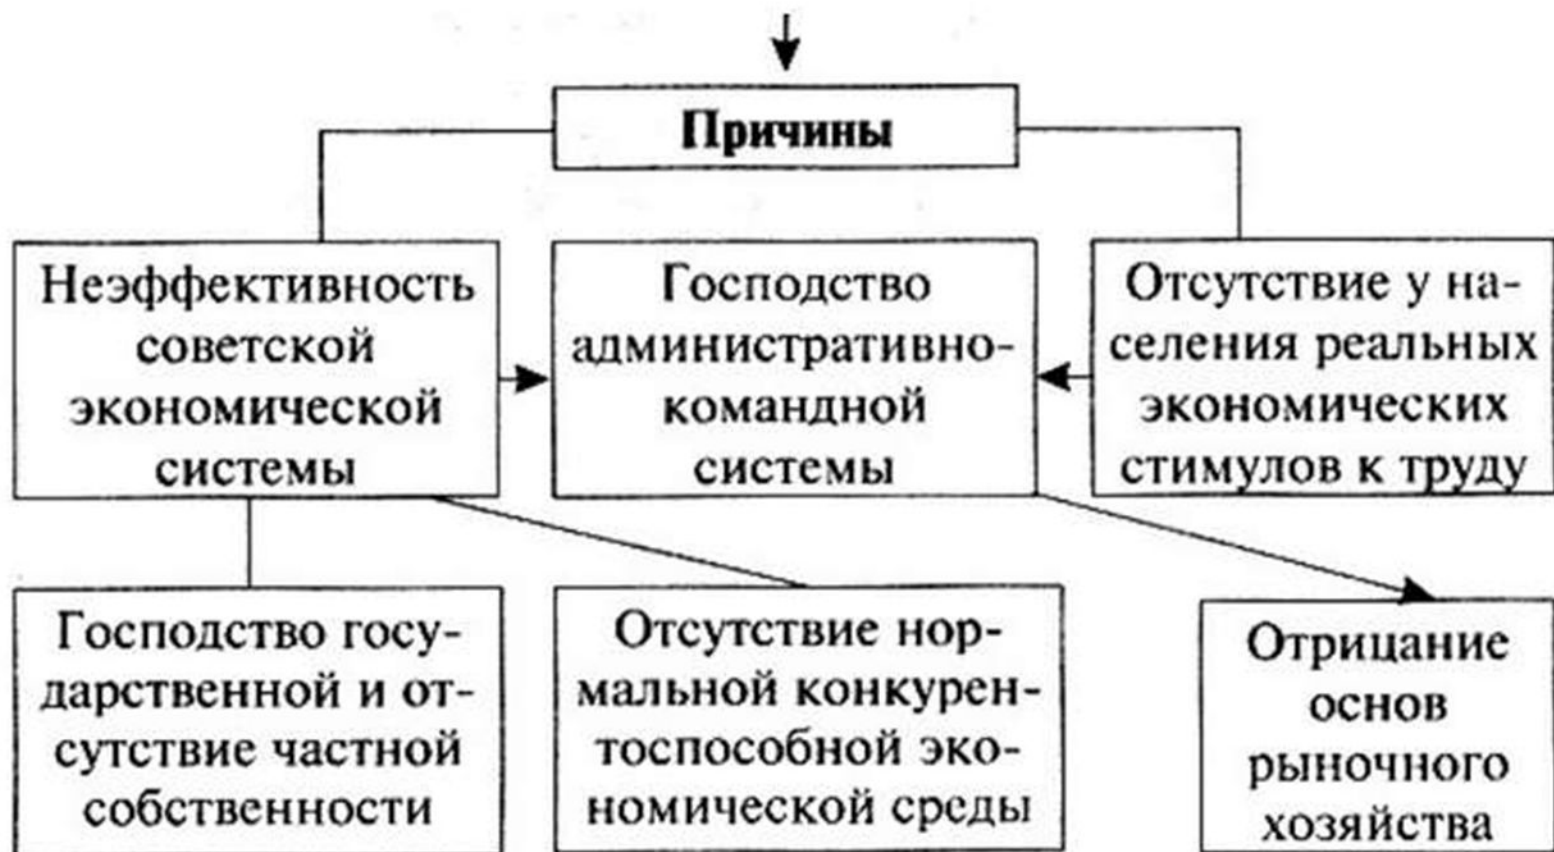 Причины
Неэффективность
советской
экономической
системы
Господство
административно-
командной
системы
Отсутствие у на-
селения реальных
экономических
стимулов к труду
Господство госу-
дарственной и от-
сутствие частной
собственности
Отсутствие нор-
мальной конкурен-
тоспособной эко-
номической среды
Отрицание
основ
рыночного
хозяйства